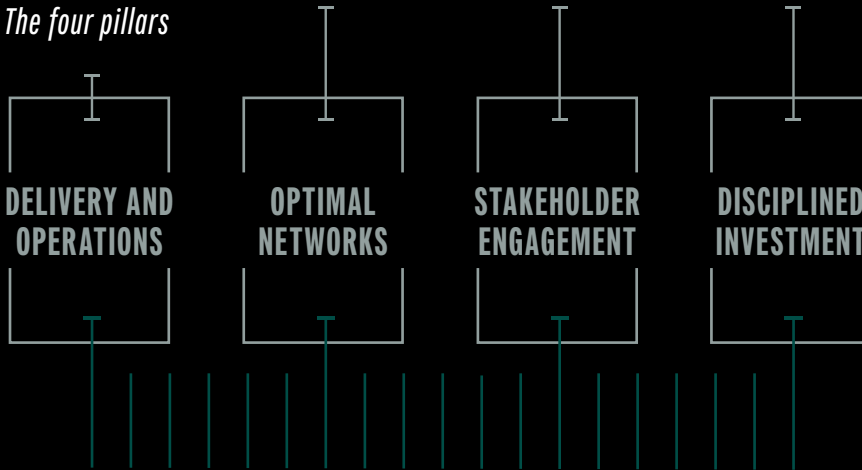 The four pillars
DELIVERY AND
OPERATIONS
OPTIMAL
NETWORKS
STAKEHOLDER
ENGAGEMENT
DISCIPLINED
INVESTMENT